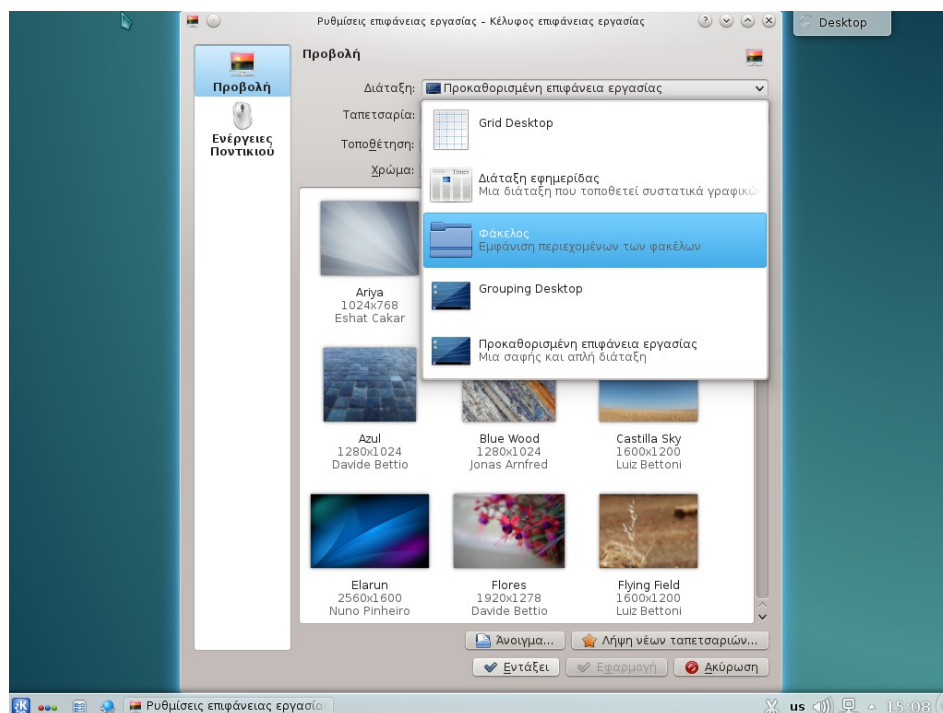 Ρυθμίσεις επιφάνειας εργασίας – Κέλυφος επιφάνειας εργασίας
Desktop
Προβολή
Ενέργειες
Ποντικιού
Προβολή
Διάταξη:
Προκαθορισμένη επιφάνεια εργασίας
Ταπετσαρία:
Τοποθέτηση:
Χρώμα:
Grid Desktop
Times
Διάταξη εφημερίδας
Μια διάταξη που τοποθετεί συστατικά γραφικώ
Φάκελος
Εμφάνιση περιεχομένων των φακέλων
Grouping Desktop
Προκαθορισμένη επιφάνεια εργασίας
Μια σαφής και απλή διάταξη
Ariya
1024x768
Eshat Cakar
Azul
1280x1024
Davide Bettio
Blue Wood
1280x1024
Jonas Arnfred
Castilla Sky
1600x1200
Luiz Bettoni
Elarun
2560x1600
Nuno Pinheiro
Flores
1920x1278
Davide Bettio
Flying Field
1600x1200
Luiz Bettoni
Άνοιγμα...
Λήψη νέων ταπετσαριών...
Εντάξει
Εφαρμογή
Ακύρωση
Ρυθμίσεις επιφάνειας εργασία
us
15:08